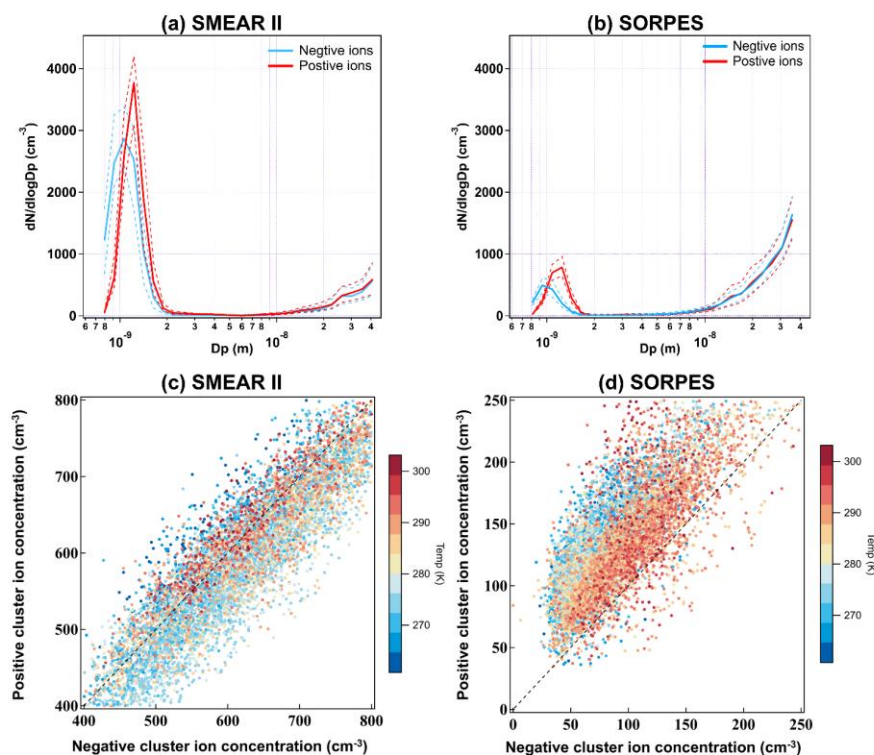 (a) SMEAR II
Negtive ions
Postive ions
dN/dlogDp (cm⁻³)
4000
3000
2000
1000
0
6 7 8 2 3 4 5 6 7 8 2 3 4
10⁻⁹ 10⁻⁸
Dp (m)
(b) SORPES
Negtive ions
Postive ions
dN/dlogDp (cm⁻³)
4000
3000
2000
1000
0
6 7 8 2 3 4 5 6 7 8 2 3 4
10⁻⁹ 10⁻⁸
Dp (m)
(c) SMEAR II
Positive cluster ion concentration (cm⁻³)
800
700
600
500
400
400 500 600 700 800
Negative cluster ion concentration (cm⁻³)
300
290
280
270
Temp (K)
(d) SORPES
Positive cluster ion concentration (cm⁻³)
250
200
150
100
50
0
0 50 100 150 200 250
Negative cluster ion concentration (cm⁻³)
300
290
280
270
Temp (K)